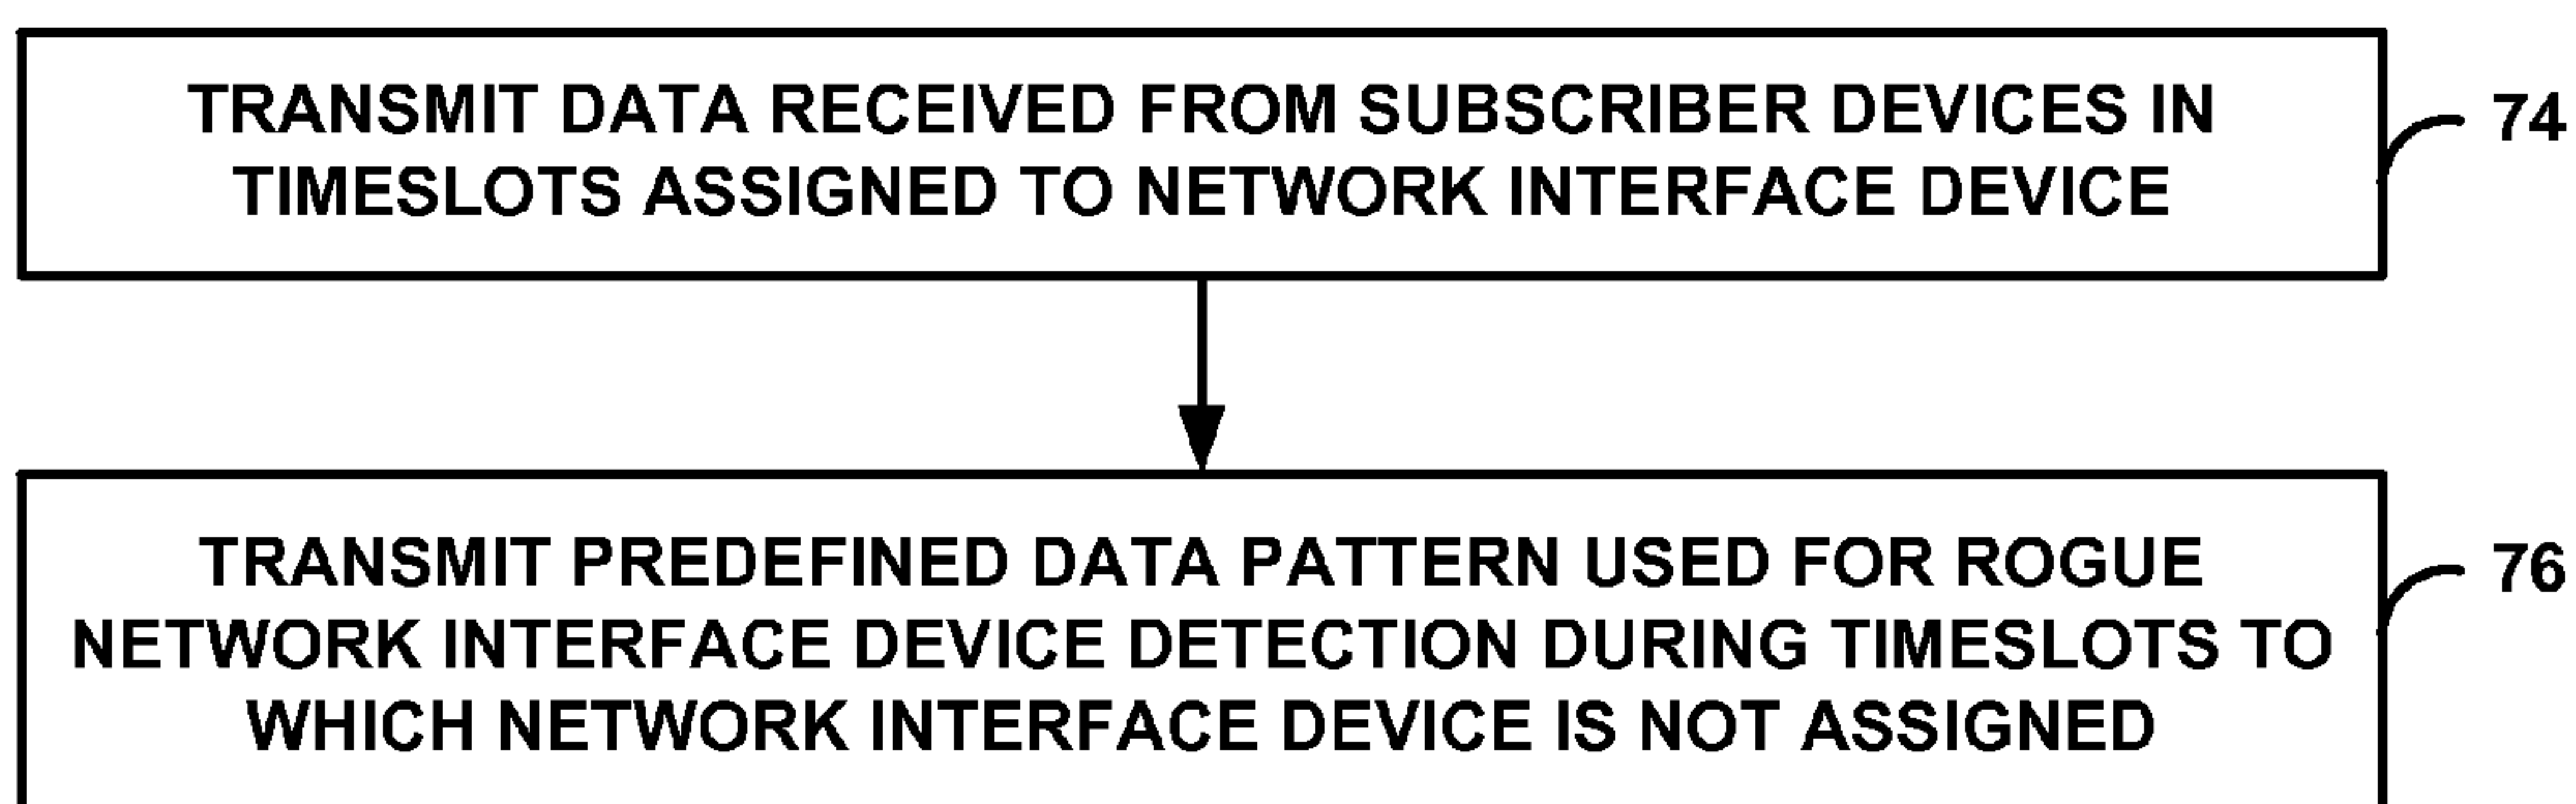 TRANSMIT DATA RECEIVED FROM SUBSCRIBER DEVICES IN
TIMESLOTS ASSIGNED TO NETWORK INTERFACE DEVICE
74
TRANSMIT PREDEFINED DATA PATTERN USED FOR ROGUE
NETWORK INTERFACE DEVICE DETECTION DURING TIMESLOTS TO
WHICH NETWORK INTERFACE DEVICE IS NOT ASSIGNED
76